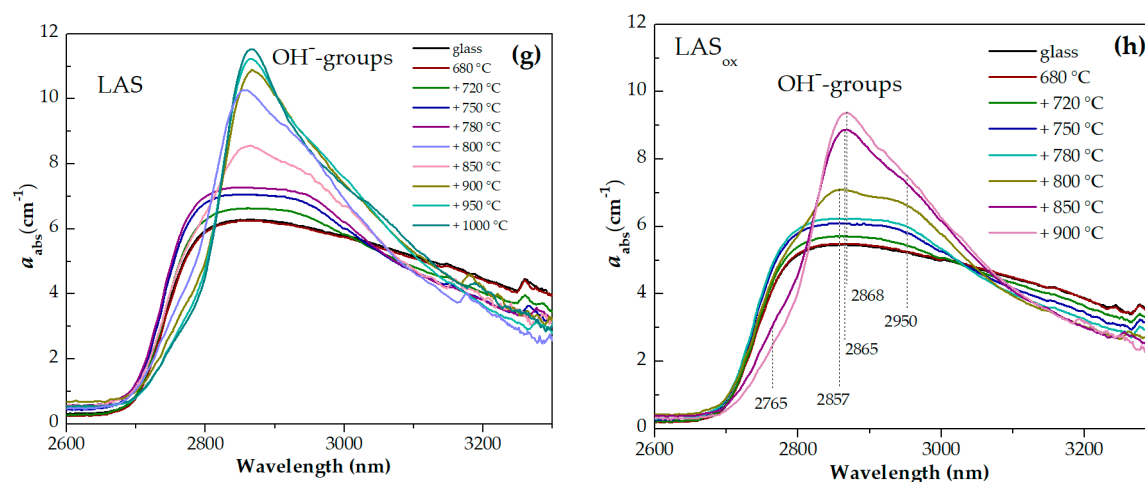 (g)
LAS
OH⁻-groups
glass
680 °C
+ 720 °C
+ 750 °C
+ 780 °C
+ 800 °C
+ 850 °C
+ 900 °C
+ 950 °C
+ 1000 °C
12
10
8
6
4
2
0
a_abs (cm⁻¹)
2600 2800 3000 3200
Wavelength (nm)
(h)
LAS_ox
OH⁻-groups
glass
680 °C
+ 720 °C
+ 750 °C
+ 780 °C
+ 800 °C
+ 850 °C
+ 900 °C
2868
2950
2865
2765
2857
12
10
8
6
4
2
0
a_abs (cm⁻¹)
2600 2800 3000 3200
Wavelength (nm)